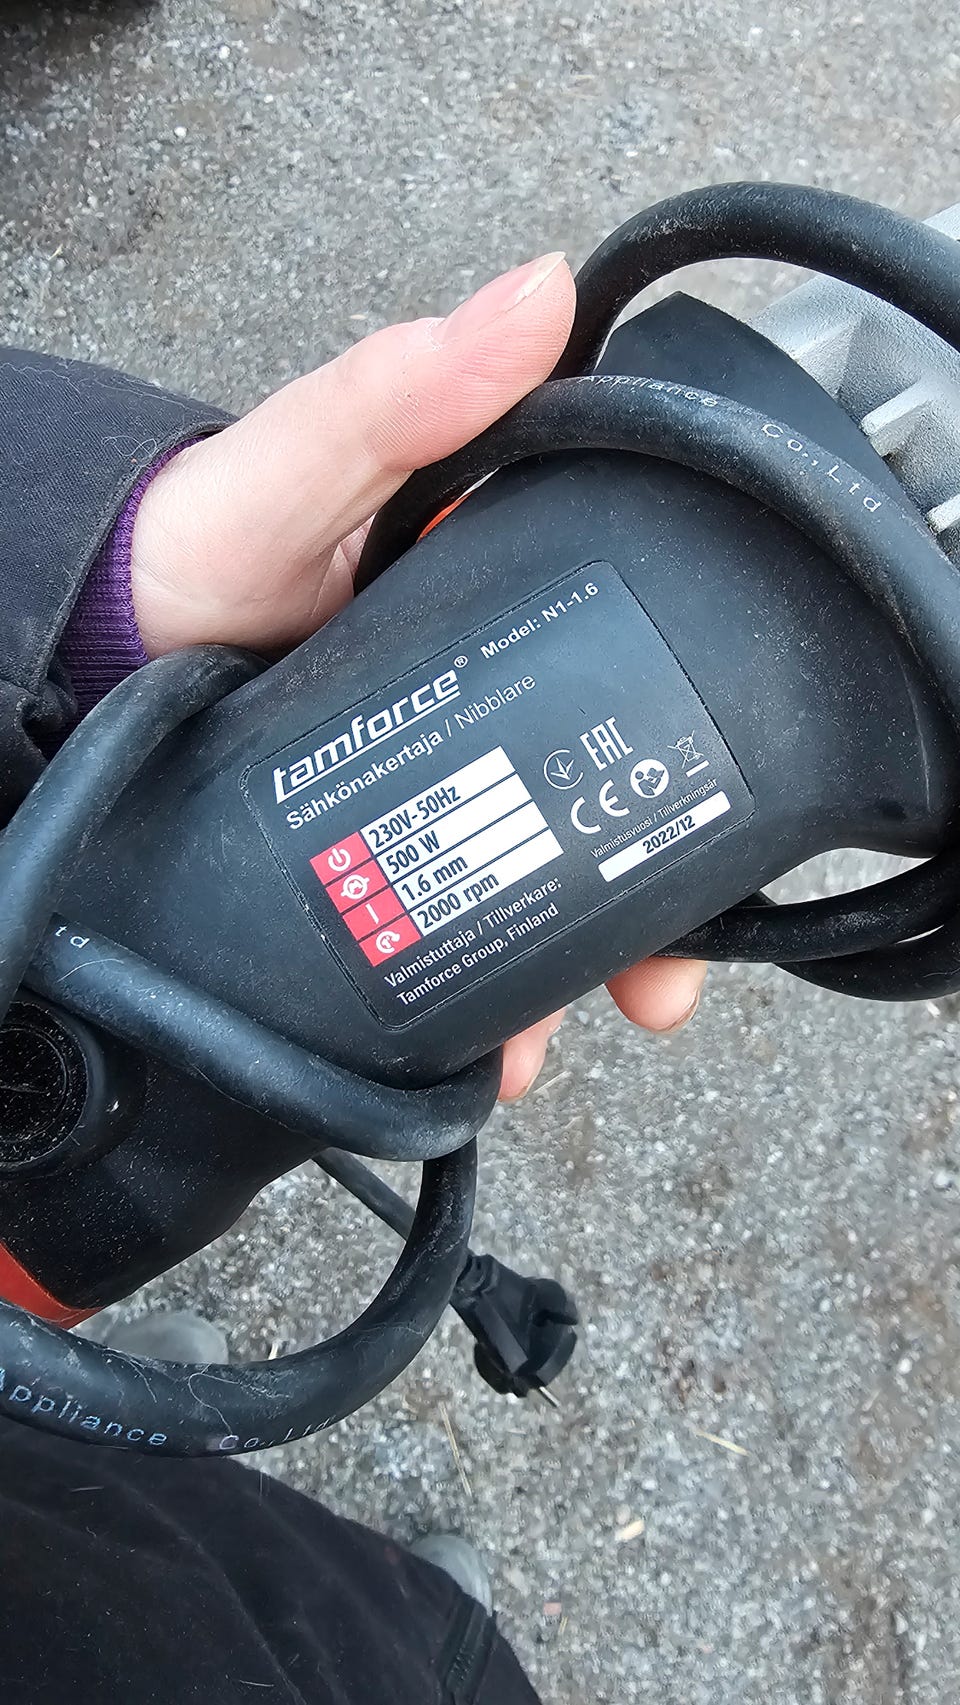 Appliance Co.,Ltd
tamforce® Model: N1-1.6
Sähkönakertaja / Nibblare
230V-50Hz
500 W
1.6 mm
2000 rpm
EAC
CE
Valmistusvuosi / Tillverkningsår
2022/12
Valmistuttaja / Tillverkare:
Tamforce Group, Finland
td
Appliance Co., Ltd